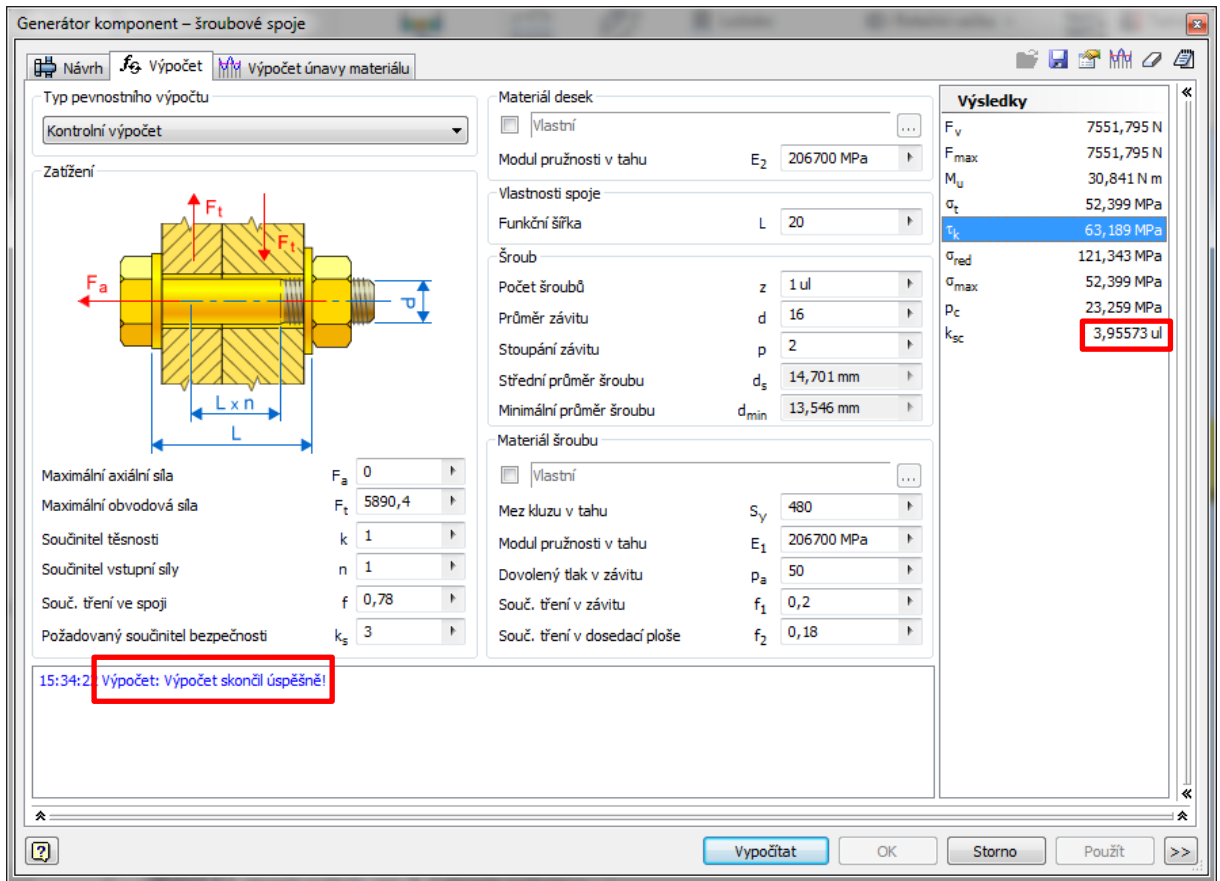 Generátor komponent – šroubové spoje
Návrh
Výpočet
Výpočet únavy materiálu
Typ pevnostního výpočtu
Kontrolní výpočet
Zatížení
Ft
Ft
Fa
d
L x n
L
Maximální axiální síla Fa 0
Maximální obvodová síla Ft 5890,4
Součinitel těsnosti k 1
Součinitel vstupní síly n 1
Souč. tření ve spoji f 0,78
Požadovaný součinitel bezpečnosti ks 3
Materiál desek
Vlastní ...
Modul pružnosti v tahu E2 206700 MPa
Vlastnosti spoje
Funkční šířka L 20
Šroub
Počet šroubů z 1 ul
Průměr závitu d 16
Stoupání závitu p 2
Střední průměr šroubu ds 14,701 mm
Minimální průměr šroubu dmin 13,546 mm
Materiál šroubu
Vlastní ...
Mez kluzu v tahu Sy 480
Modul pružnosti v tahu E1 206700 MPa
Dovolený tlak v závitu pa 50
Souč. tření v závitu f1 0,2
Souč. tření v dosedací ploše f2 0,18
Výsledky
Fv 7551,795 N
Fmax 7551,795 N
Mu 30,841 N m
σt 52,399 MPa
τk 63,189 MPa
σred 121,343 MPa
σmax 52,399 MPa
pc 23,259 MPa
ksc 3,95573 ul
15:34:22 Výpočet: Výpočet skončil úspěšně!
Vypočítat
OK
Storno
Použít
>>